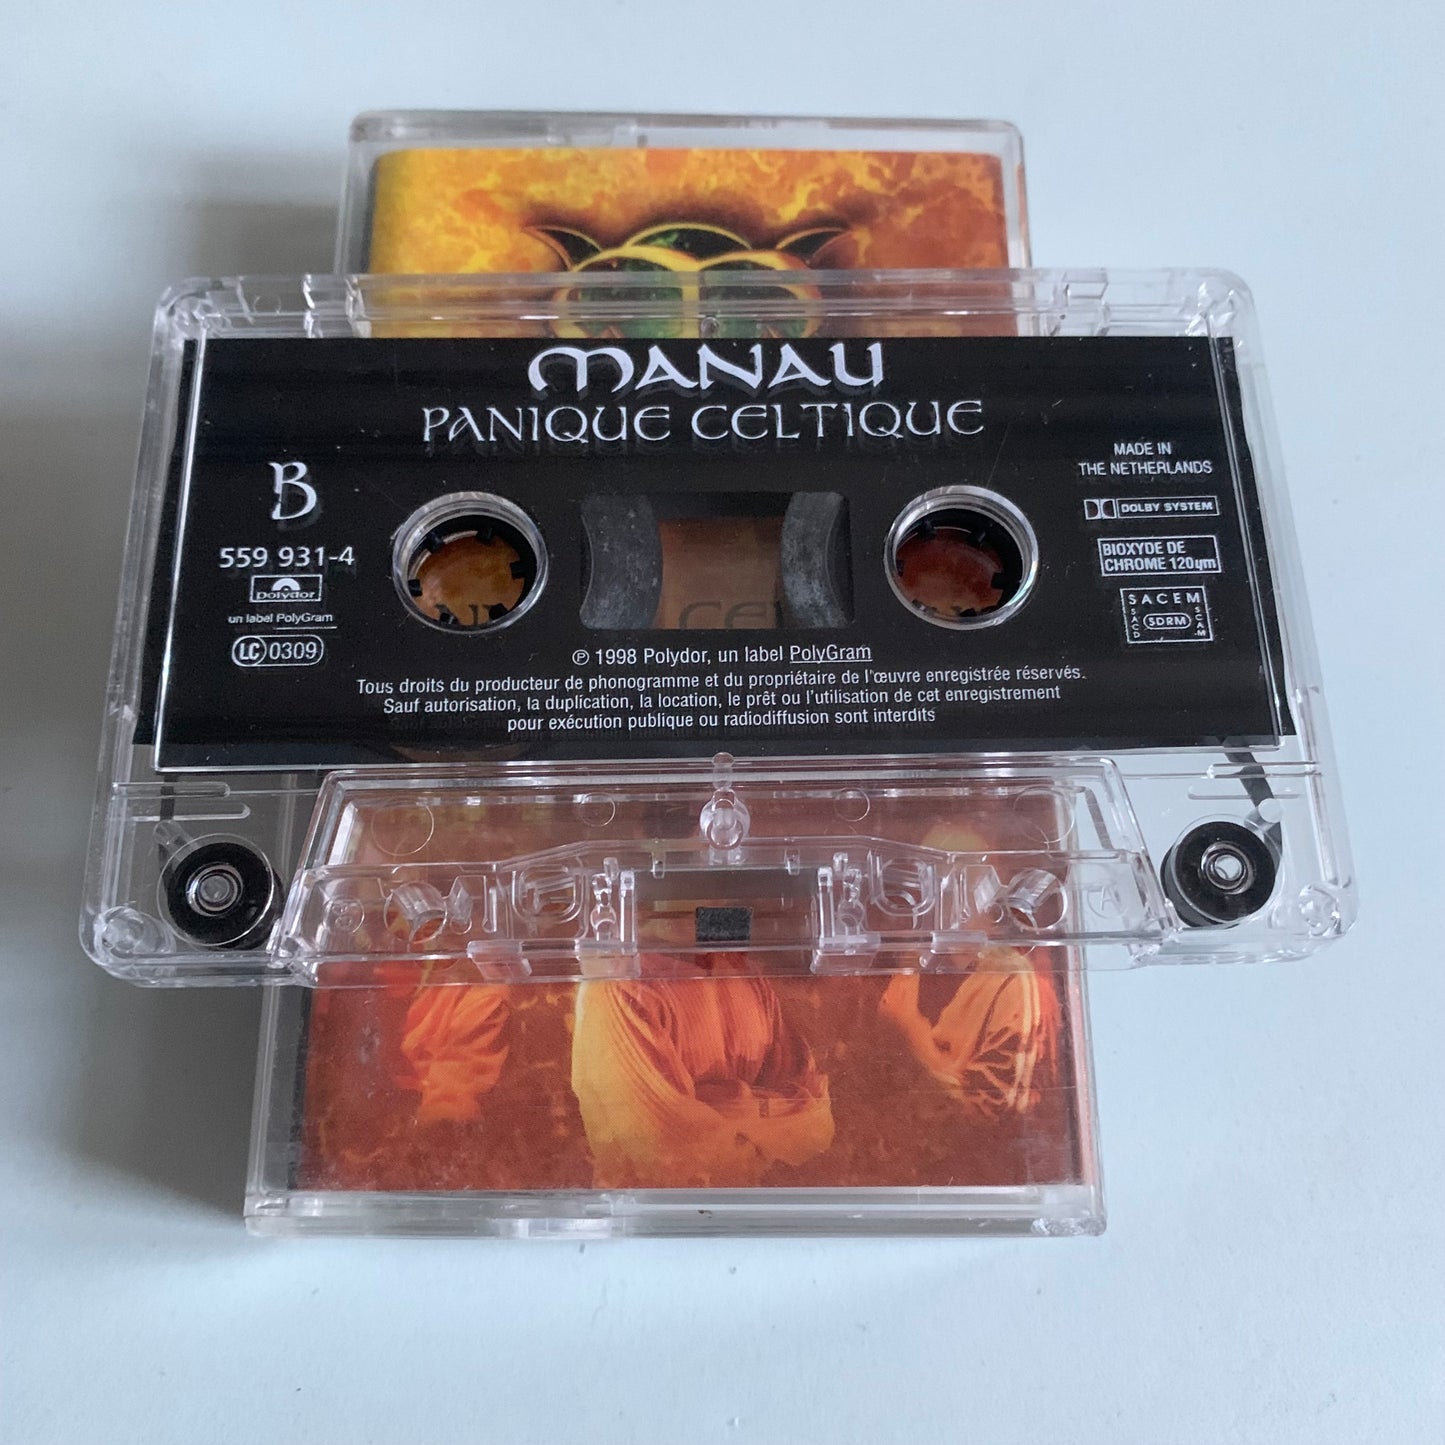 MANAU
PANIQUE CELTIQUE
B
559 931-4
Polydor
un label PolyGram
LC 0309
MADE IN
THE NETHERLANDS
DOLBY SYSTEM
BIOXYDE DE
CHROME 120µm
SACEM
SACD
SDRM
SCAM
℗ 1998 Polydor, un label PolyGram
Tous droits du producteur de phonogramme et du propriétaire de l'œuvre enregistrée réservés.
Sauf autorisation, la duplication, la location, le prêt ou l'utilisation de cet enregistrement
pour exécution publique ou radiodiffusion sont interdits